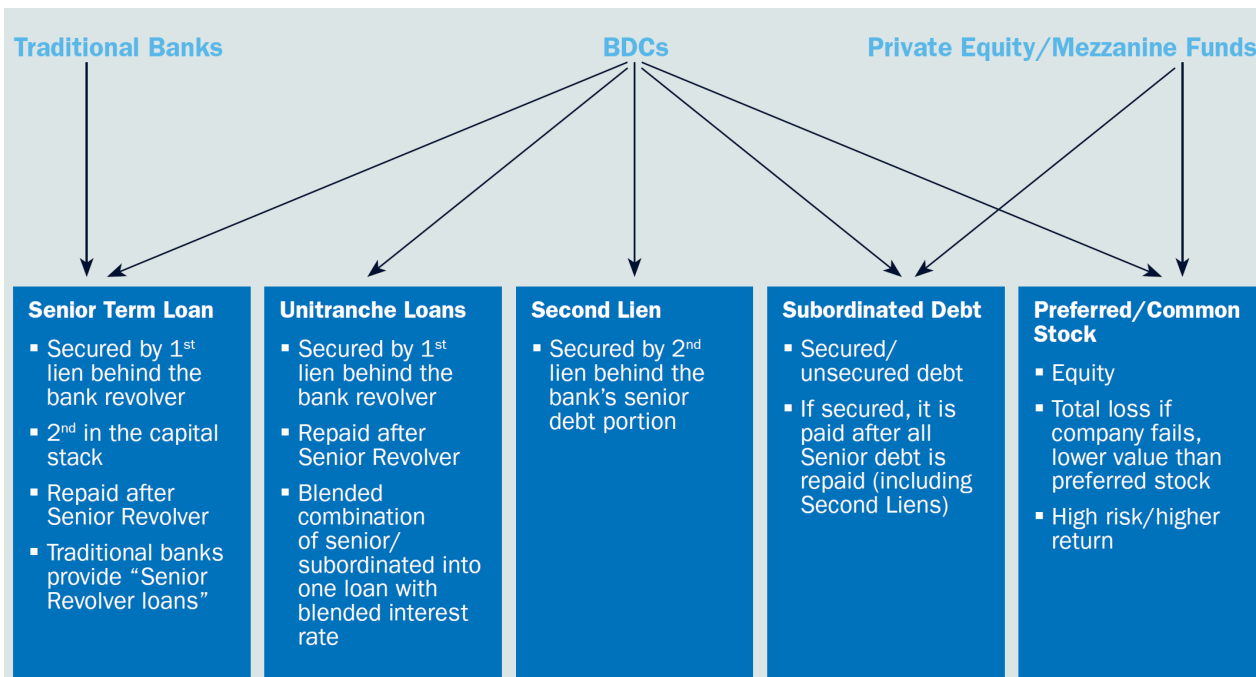 Traditional Banks
BDCs
Private Equity/Mezzanine Funds
Senior Term Loan
▪ Secured by 1st
lien behind the
bank revolver
▪ 2nd in the capital
stack
▪ Repaid after
Senior Revolver
▪ Traditional banks
provide “Senior
Revolver loans”
Unitranche Loans
▪ Secured by 1st
lien behind the
bank revolver
▪ Repaid after
Senior Revolver
▪ Blended
combination
of senior/
subordinated into
one loan with
blended interest
rate
Second Lien
▪ Secured by 2nd
lien behind the
bank’s senior
debt portion
Subordinated Debt
▪ Secured/
unsecured debt
▪ If secured, it is
paid after all
Senior debt is
repaid (including
Second Liens)
Preferred/Common
Stock
▪ Equity
▪ Total loss if
company fails,
lower value than
preferred stock
▪ High risk/higher
return